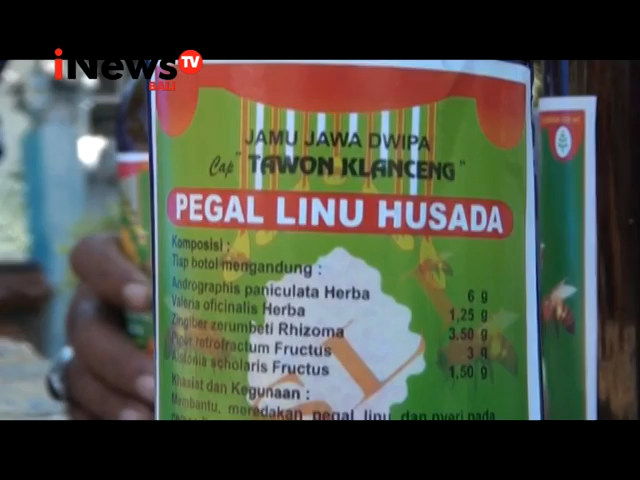 iNews TV
BALI
JAMU JAWA DWIPA
Cap "TAWON KLANCENG"
PEGAL LINU HUSADA
Komposisi :
Tiap botol mengandung :
Andrographis paniculata Herba 6 g
Valeria oficinalis Herba 1,25 g
Zingiber zerumbeti Rhizoma 3.50 g
Piper retrofractum Fructus 3 g
Alstonia scholaris Fructus 1,50 g
Khasiat dan Kegunaan :
Membantu, meredakan pegal linu dan nyeri pada